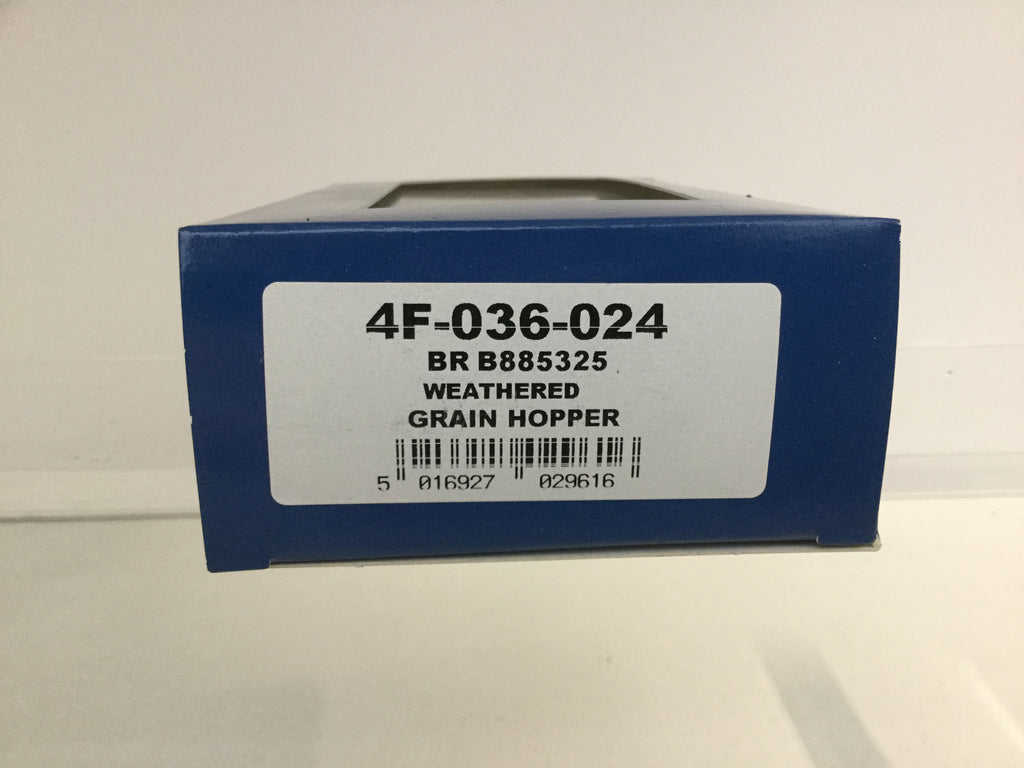 4F-036-024
BR B885325
WEATHERED
GRAIN HOPPER
5 016927 029616